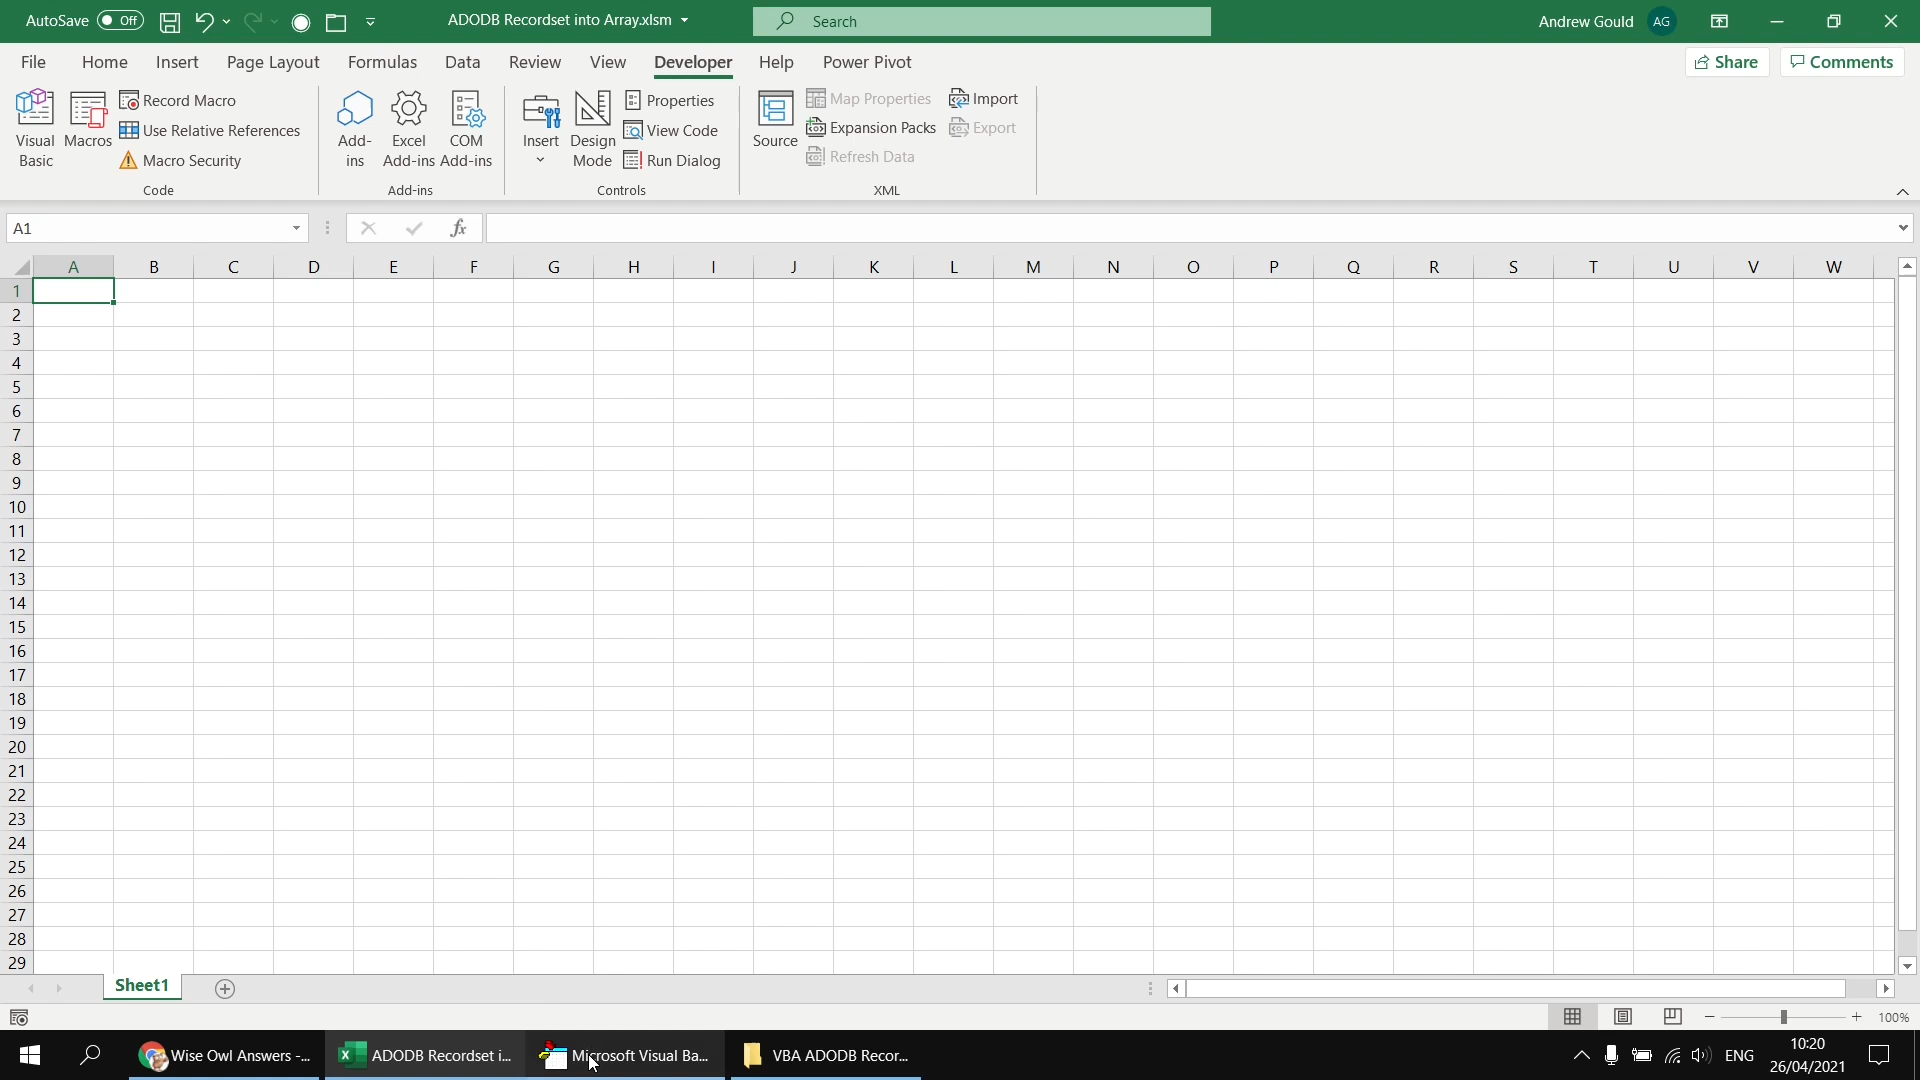 AutoSave Off ADODB Recordset into Array.xlsm Search Andrew Gould AG
File Home Insert Page Layout Formulas Data Review View Developer Help Power Pivot Share Comments
Visual Basic
Macros
Record Macro
Use Relative References
Macro Security
Code
Add-ins
Excel Add-ins
COM Add-ins
Add-ins
Insert
Design Mode
Properties
View Code
Run Dialog
Controls
Source
Map Properties
Expansion Packs
Refresh Data
Import
Export
XML
A1 fx
A B C D E F G H I J K L M N O P Q R S T U V W
1
2
3
4
5
6
7
8
9
10
11
12
13
14
15
16
17
18
19
20
21
22
23
24
25
26
27
28
29
Sheet1
100%
Wise Owl Answers -... ADODB Recordset i... Microsoft Visual Ba... VBA ADODB Recor... ENG 10:20
26/04/2021